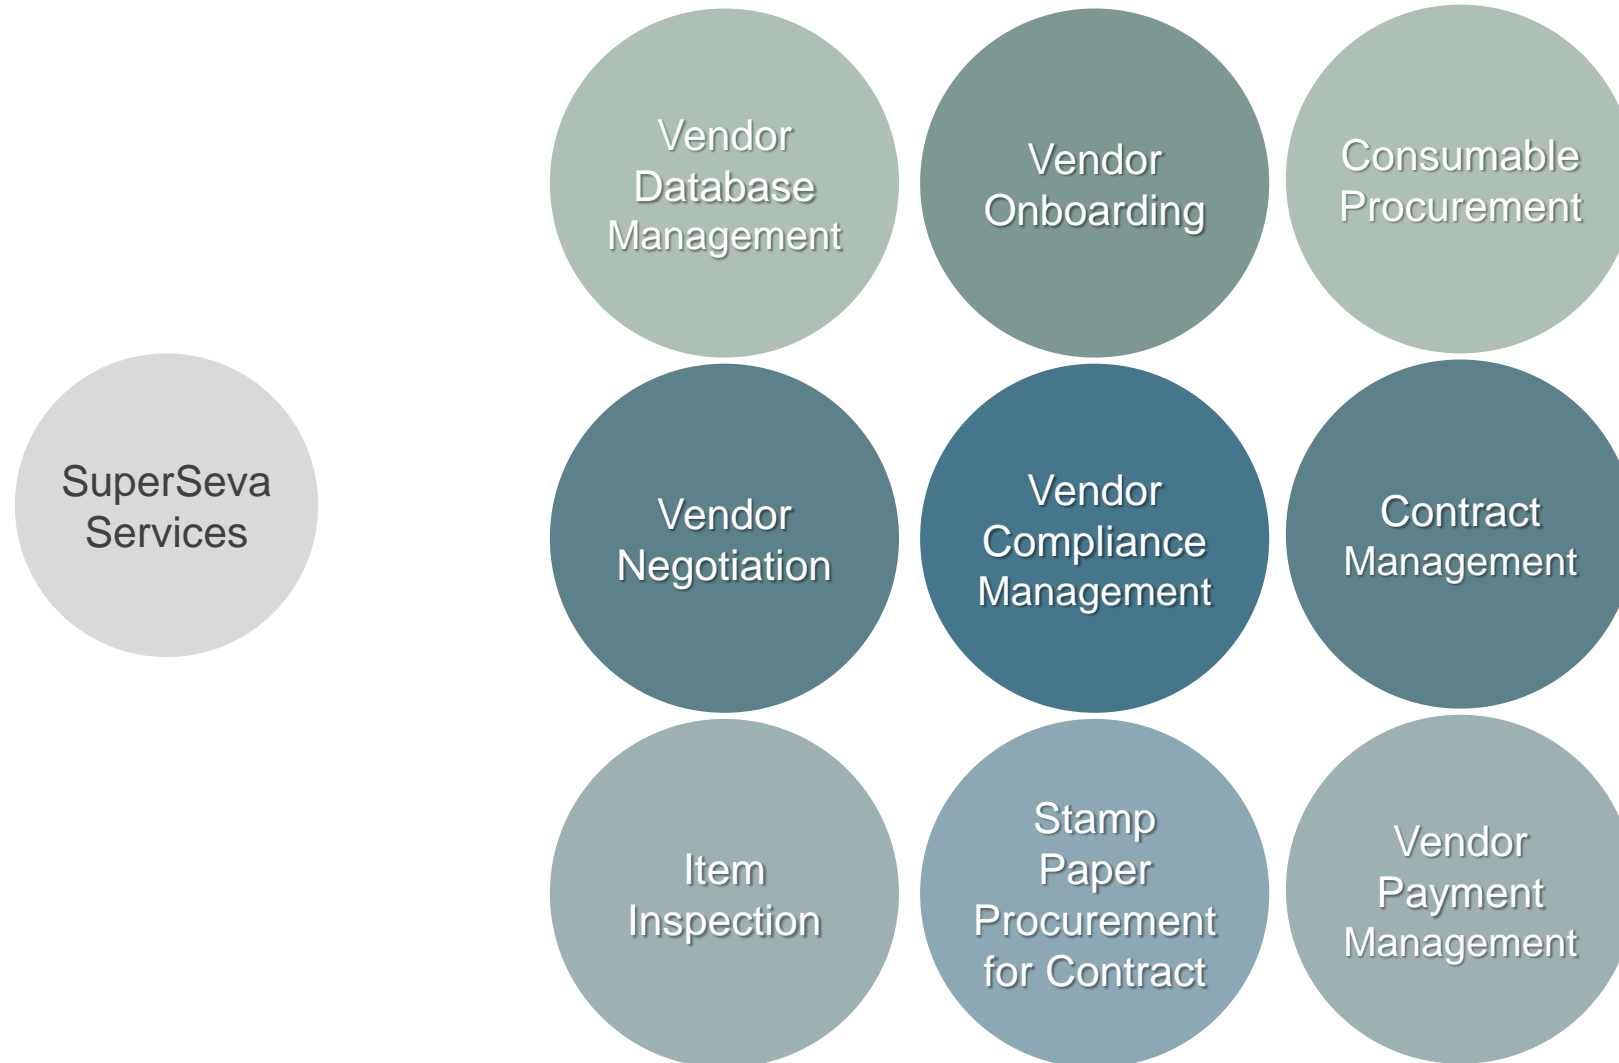 SuperSeva
Services
Vendor
Database
Management
Vendor
Onboarding
Consumable
Procurement
Vendor
Negotiation
Vendor
Compliance
Management
Contract
Management
Item
Inspection
Stamp
Paper
Procurement
for Contract
Vendor
Payment
Management